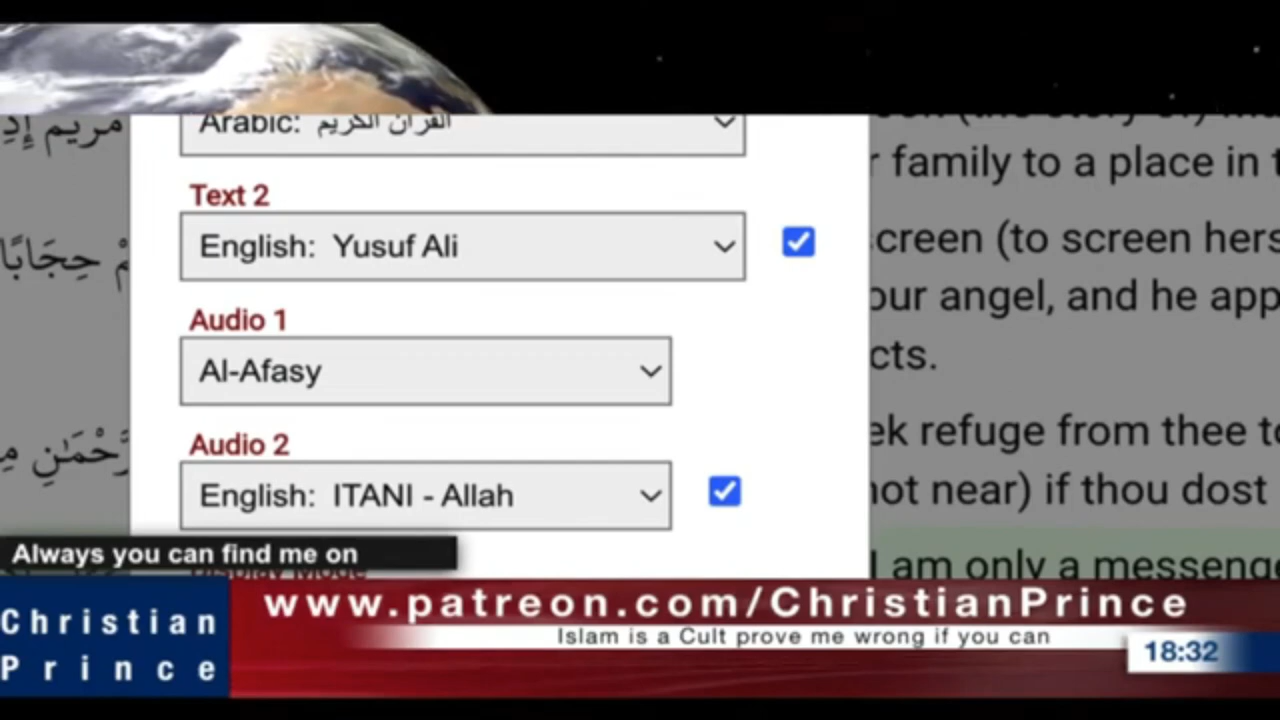 مريم إِذِ
Arabic: القرآن الكريم
r family to a place in t
Text 2
English: Yusuf Ali
screen (to screen hers
مْ حِجَابًا
our angel, and he app
Audio 1
Al-Afasy
cts.
ek refuge from thee to
Audio 2
رَّحْمَٰنِ مِ
English: ITANI - Allah
not near) if thou dost
Always you can find me on
I am only a messenge
Display Mode
Christian
Prince
www.patreon.com/ChristianPrince
Islam is a Cult prove me wrong if you can
18:32